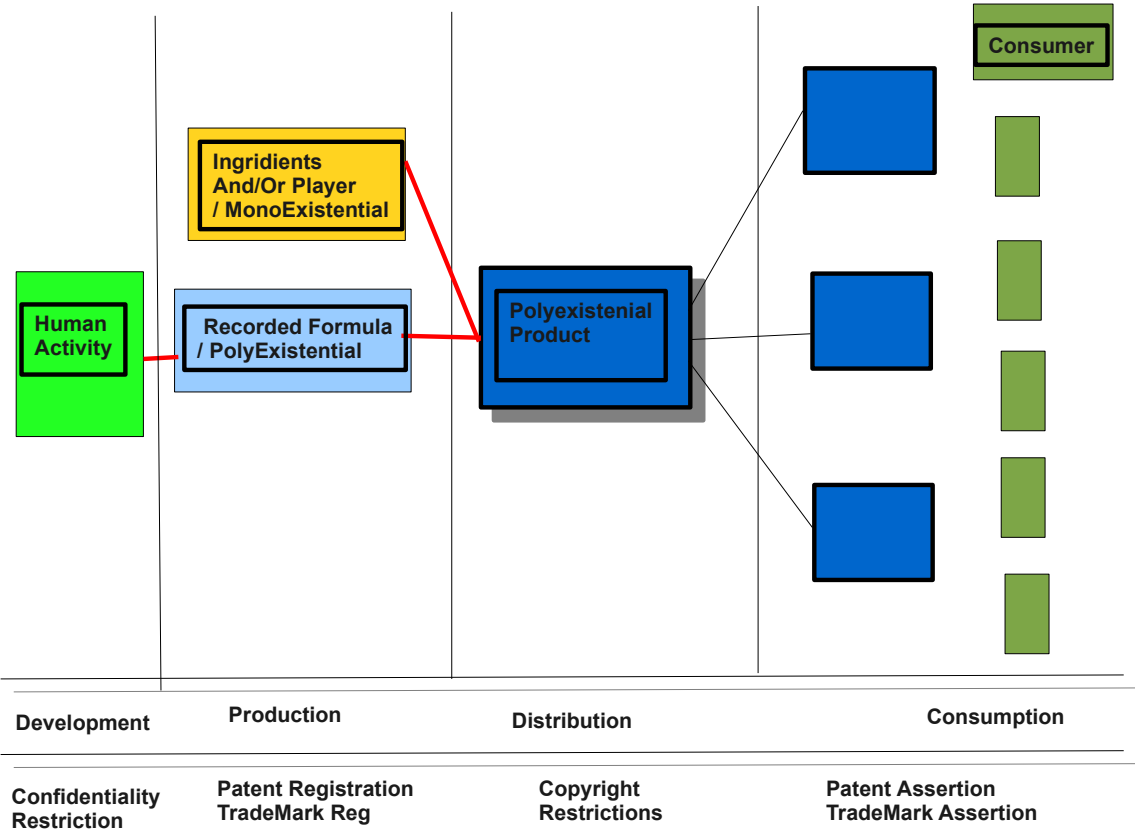 Consumer
Ingridients
And/Or Player
/ MonoExistential
Human
Activity
Recorded Formula
/ PolyExistential
Polyexistenial
Product
Development
Production
Distribution
Consumption
Confidentiality
Restriction
Patent Registration
TradeMark Reg
Copyright
Restrictions
Patent Assertion
TradeMark Assertion